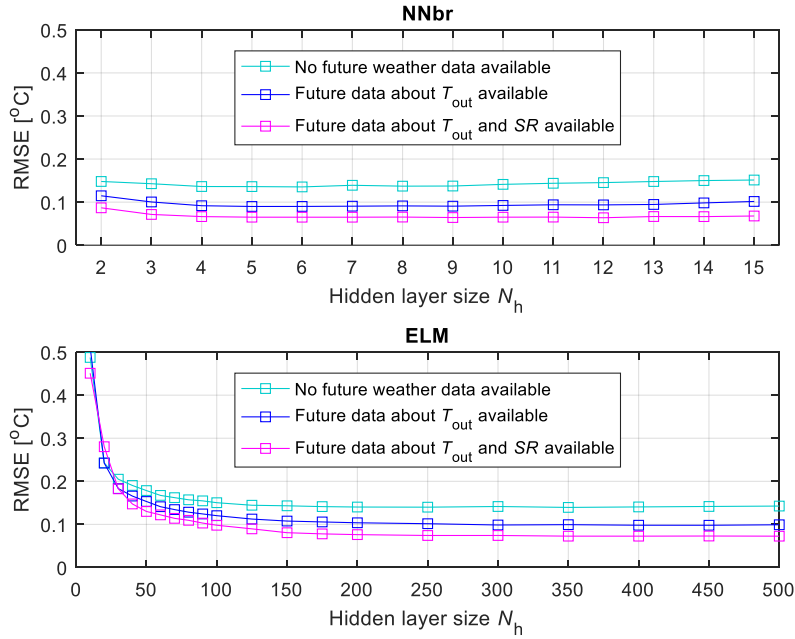 NNbr
0.5
0.4
0.3
0.2
0.1
0
RMSE [°C]
No future weather data available
Future data about Tout available
Future data about Tout and SR available
2 3 4 5 6 7 8 9 10 11 12 13 14 15
Hidden layer size Nh
ELM
0.5
0.4
0.3
0.2
0.1
0
RMSE [°C]
No future weather data available
Future data about Tout available
Future data about Tout and SR available
0 50 100 150 200 250 300 350 400 450 500
Hidden layer size Nh